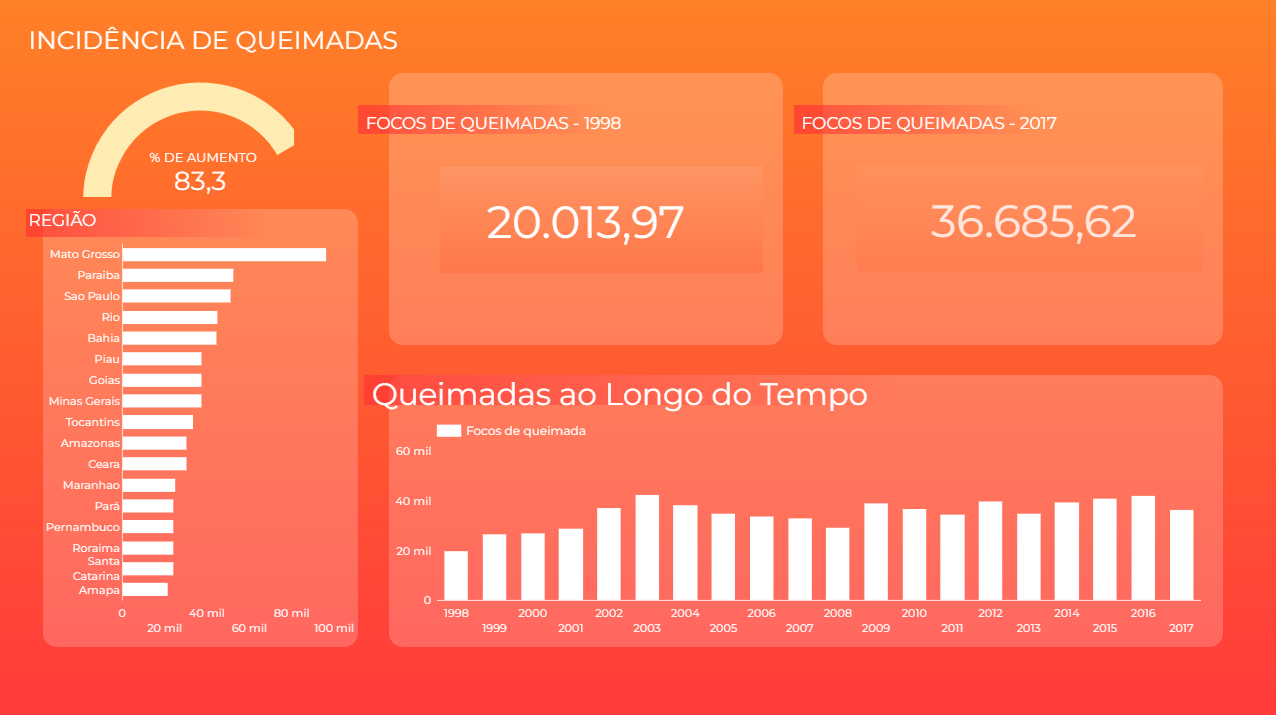 INCIDÊNCIA DE QUEIMADAS
% DE AUMENTO
83,3
FOCOS DE QUEIMADAS - 1998
20.013,97
FOCOS DE QUEIMADAS - 2017
36.685,62
REGIÃO
Mato Grosso
Paraiba
Sao Paulo
Rio
Bahia
Piau
Goias
Minas Gerais
Tocantins
Amazonas
Ceara
Maranhao
Pará
Pernambuco
Roraima
Santa
Catarina
Amapa
0 40 mil 80 mil
20 mil 60 mil 100 mil
Queimadas ao Longo do Tempo
Focos de queimada
60 mil
40 mil
20 mil
0
1998 2000 2002 2004 2006 2008 2010 2012 2014 2016
1999 2001 2003 2005 2007 2009 2011 2013 2015 2017